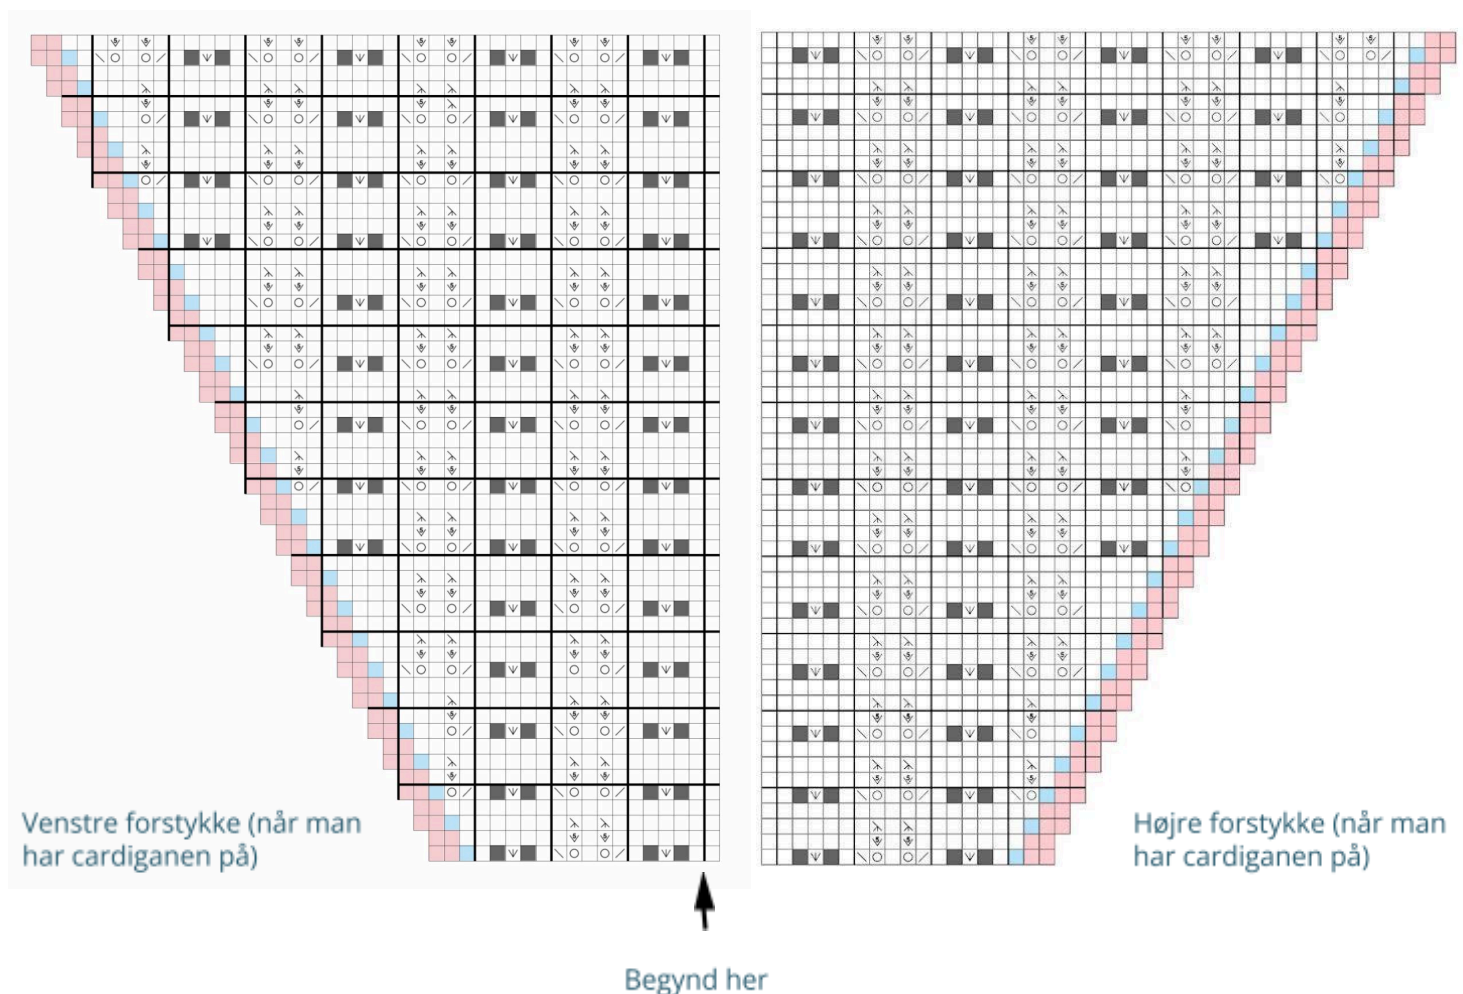 Venstre forstykke (når man
har cardiganen på)
Højre forstykke (når man
har cardiganen på)
Begynd her